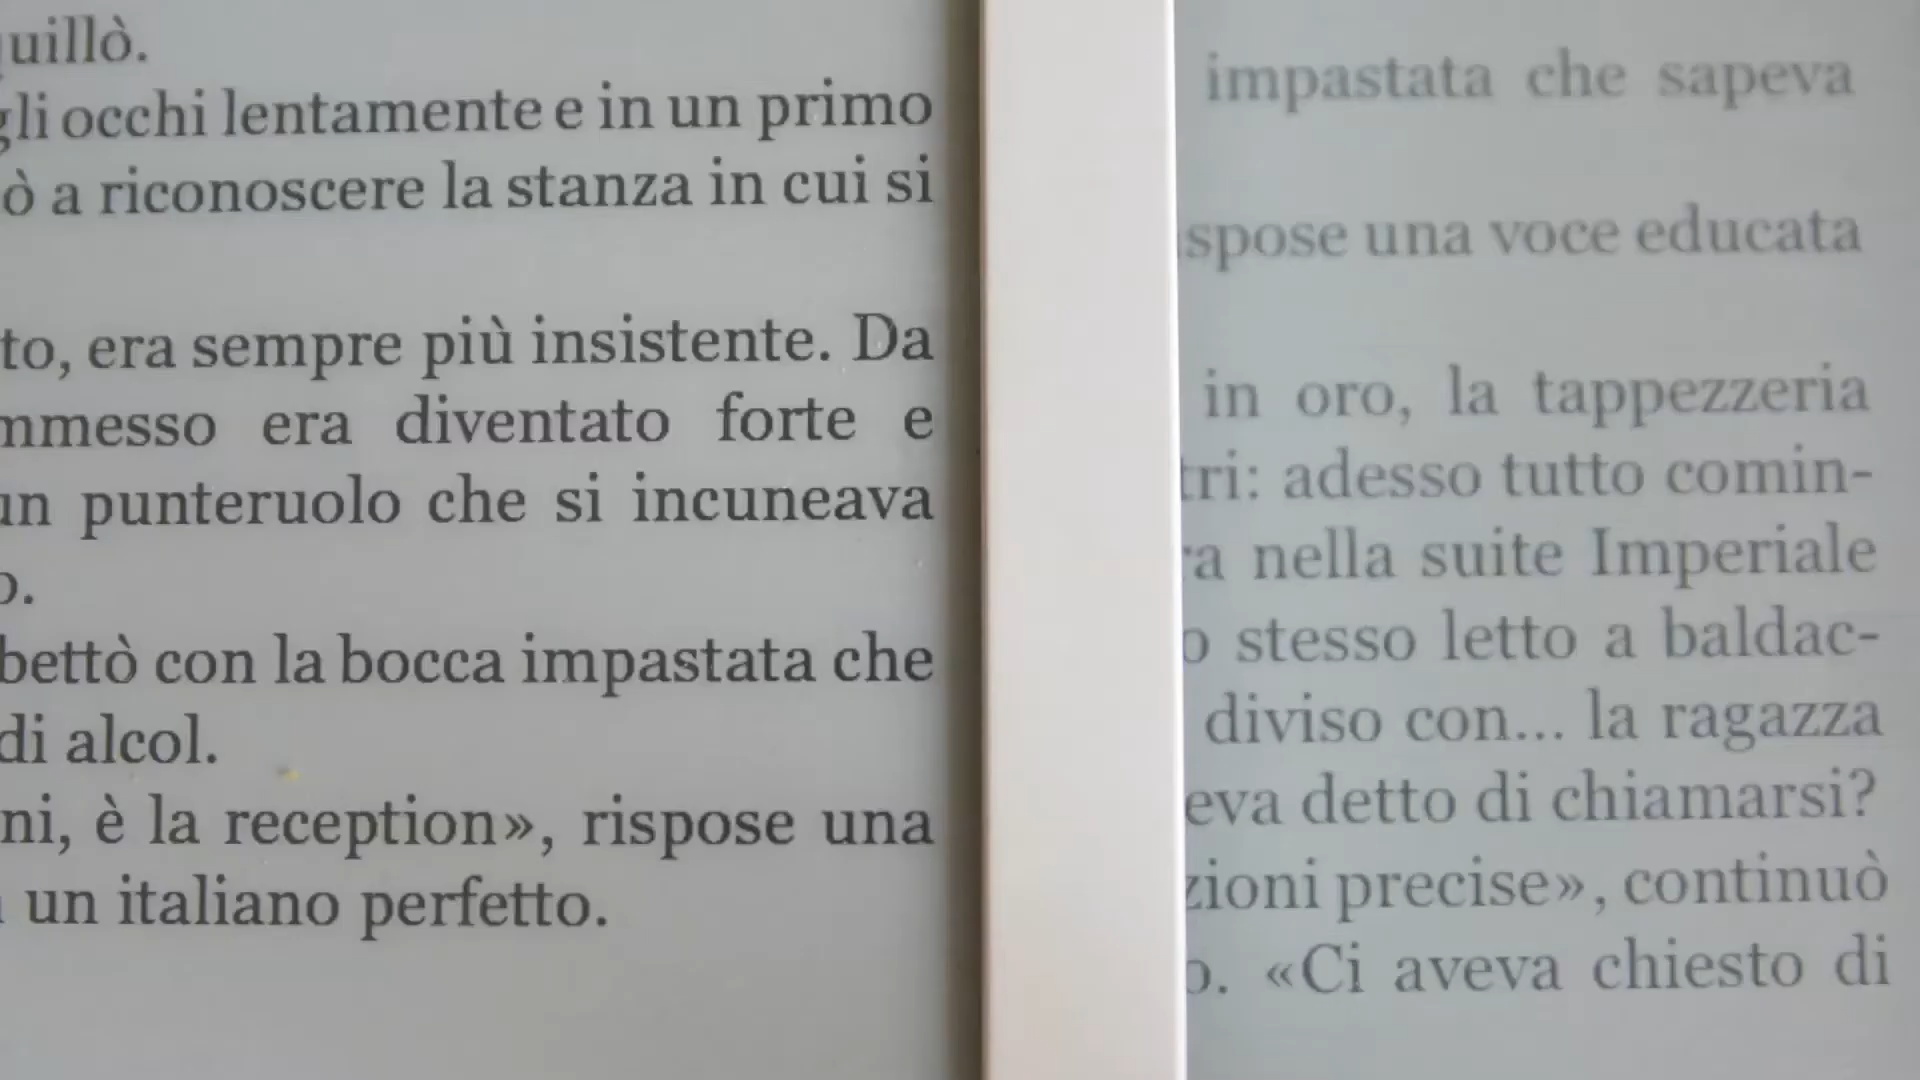 uillò.
gli occhi lentamente e in un primo
ò a riconoscere la stanza in cui si
to, era sempre più insistente. Da
mmesso era diventato forte e
un punteruolo che si incuneava
o.
bettò con la bocca impastata che
di alcol.
ni, è la reception», rispose una
un italiano perfetto.
impastata che sapeva
spose una voce educata
in oro, la tappezzeria
tri: adesso tutto comin-
ra nella suite Imperiale
o stesso letto a baldac-
diviso con... la ragazza
eva detto di chiamarsi?
zioni precise», continuò
o. «Ci aveva chiesto di